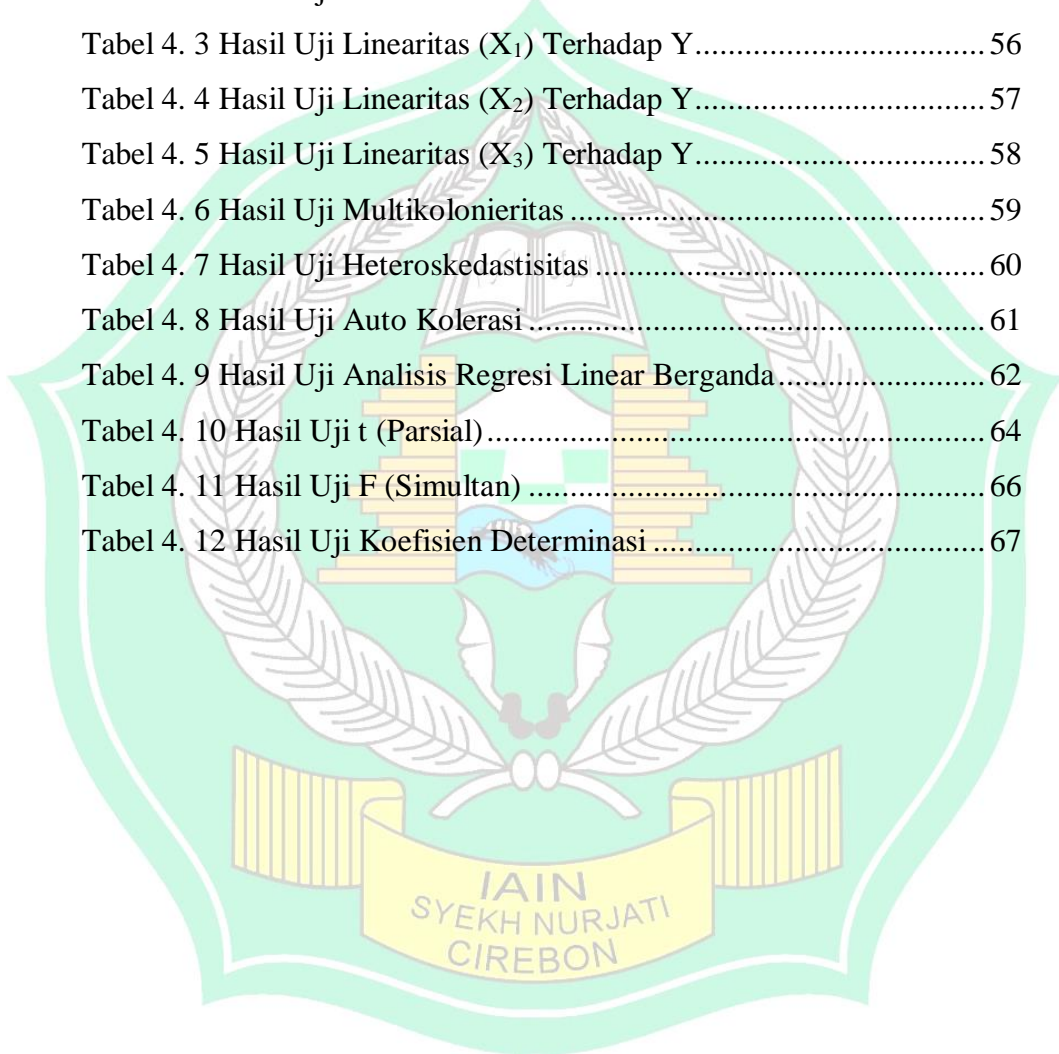 Tabel 4. 3 Hasil Uji Linearitas (X₁) Terhadap Y.................................. 56
Tabel 4. 4 Hasil Uji Linearitas (X₂) Terhadap Y.................................. 57
Tabel 4. 5 Hasil Uji Linearitas (X₃) Terhadap Y.................................. 58
Tabel 4. 6 Hasil Uji Multikolonieritas ................................................. 59
Tabel 4. 7 Hasil Uji Heteroskedastisitas .............................................. 60
Tabel 4. 8 Hasil Uji Auto Kolerasi ...................................................... 61
Tabel 4. 9 Hasil Uji Analisis Regresi Linear Berganda........................ 62
Tabel 4. 10 Hasil Uji t (Parsial)........................................................... 64
Tabel 4. 11 Hasil Uji F (Simultan) ...................................................... 66
Tabel 4. 12 Hasil Uji Koefisien Determinasi ....................................... 67
IAIN
SYEKH NURJATI
CIREBON